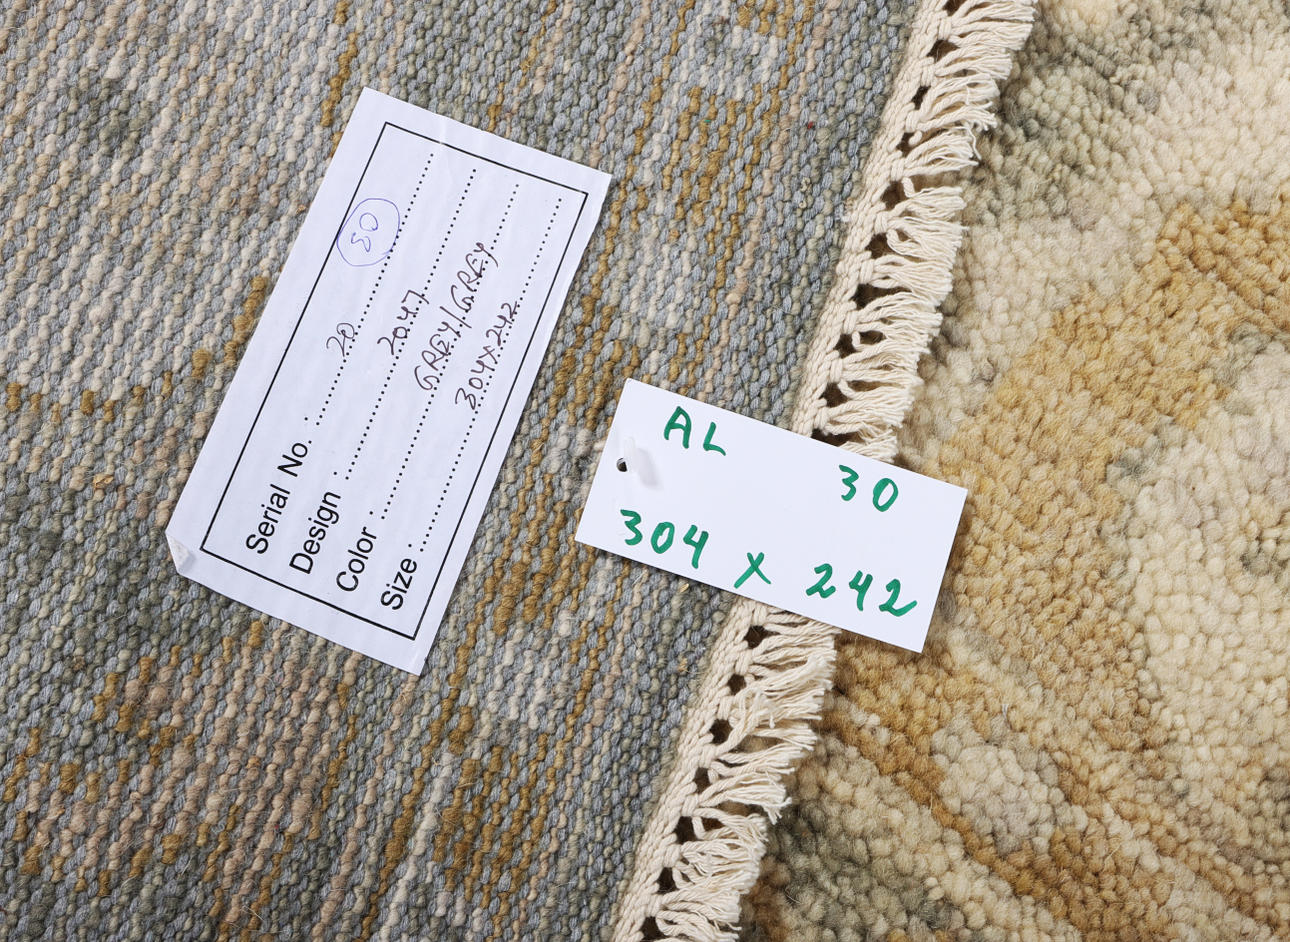 30
Serial No. : 20
Design : 2047
Color : GREY/GREY
Size : 304X242
AL 30
304 X 242